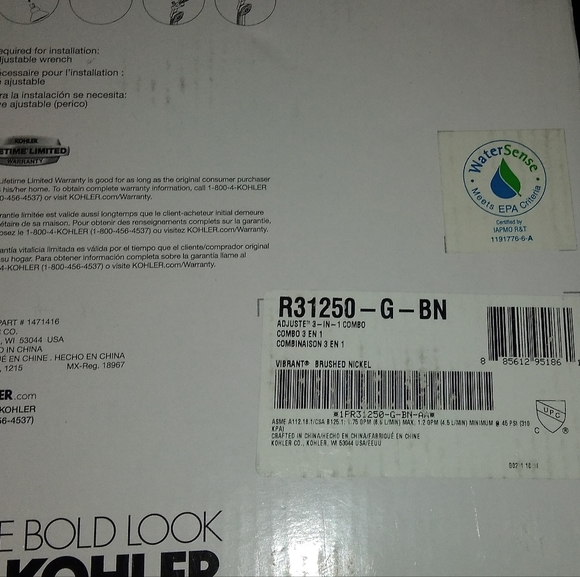 equired for installation:
justable wrench
cessaire pour l'installation :
é ajustable
ra la instalación se necesita:
ve ajustable (perico)
KOHLER
ETIME LIMITED
WARRANTY
Lifetime Limited Warranty is good for as long as the original consumer purchaser
his/her home. To obtain complete warranty information, call 1-800-4-KOHLER
0-456-4537) or visit KOHLER.com/Warranty.
rantie limitée est valide aussi longtemps que le client-acheteur initial demeure
étaire de sa maison. Pour obtenir des renseignements complets sur la garantie,
osez le 1-800-4-KOHLER (1-800-456-4537) ou visitez KOHLER.com/Warranty.
antía vitalicia limitada es válida por el tiempo que el cliente/comprador original
su hogar. Para obtener información completa sobre la garantía llame al
4-KOHLER (1-800-456-4537) o visite KOHLER.com/Warranty.
WaterSense
Meets EPA Criteria
Certified by
IAPMO R&T
1191776-6-A
PART # 1471416
R CO.
, WI 53044 USA
D IN CHINA
UÉ EN CHINE . HECHO EN CHINA
, 1215 MX-Reg. 18967
ER.com
KOHLER
56-4537)
R31250-G-BN
ADJUSTE® 3-IN-1 COMBO
COMBO 3 EN 1
COMBINAISON 3 EN 1
VIBRANT® BRUSHED NICKEL
8 85612 95186 1
*1FR31250-G-BN-AA*
ASME A112.18.1/CSA B125.1: 1.75 GPM (6.6 L/MIN) MAX, 1.2 GPM (4.5 L/MIN) MINIMUM @ 45 PSI (310
KPA)
CRAFTED IN CHINA/HECHO EN CHINA/FABRIQUÉ EN CHINE
KOHLER CO., KOHLER, WI 53044 USA/EEUU
UPC
C ®
E BOLD LOOK
KOHLER